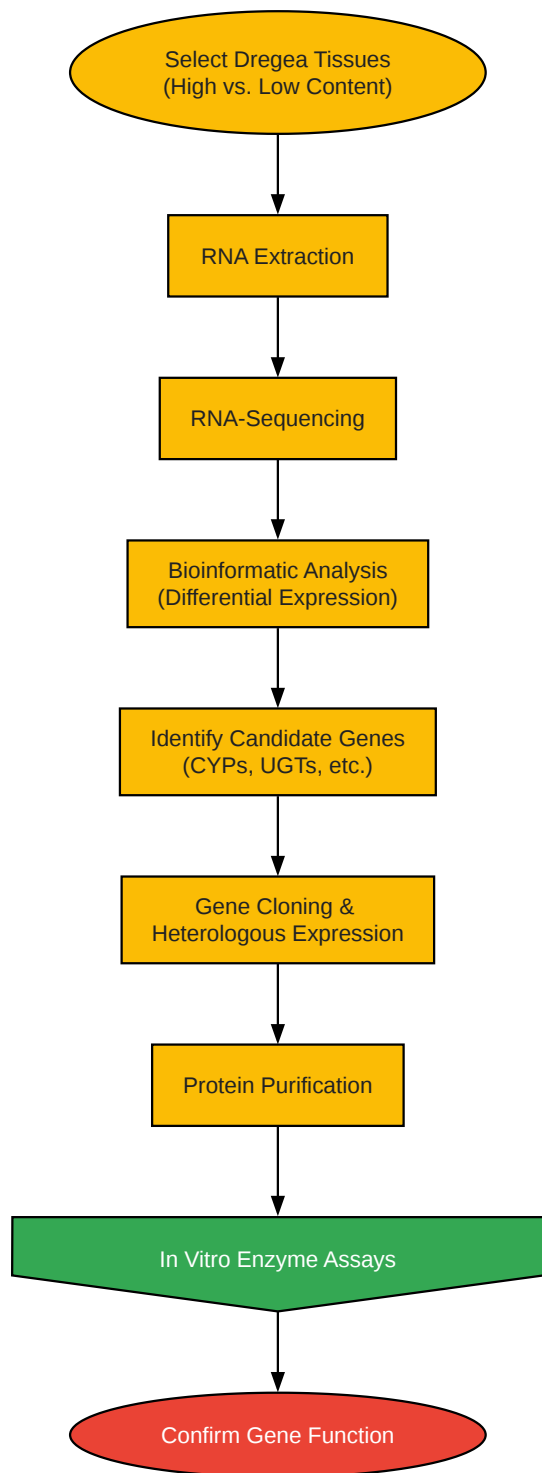 Select Dregea Tissues
(High vs. Low Content)
RNA Extraction
RNA-Sequencing
Bioinformatic Analysis
(Differential Expression)
Identify Candidate Genes
(CYPs, UGTs, etc.)
Gene Cloning &
Heterologous Expression
Protein Purification
In Vitro Enzyme Assays
Confirm Gene Function